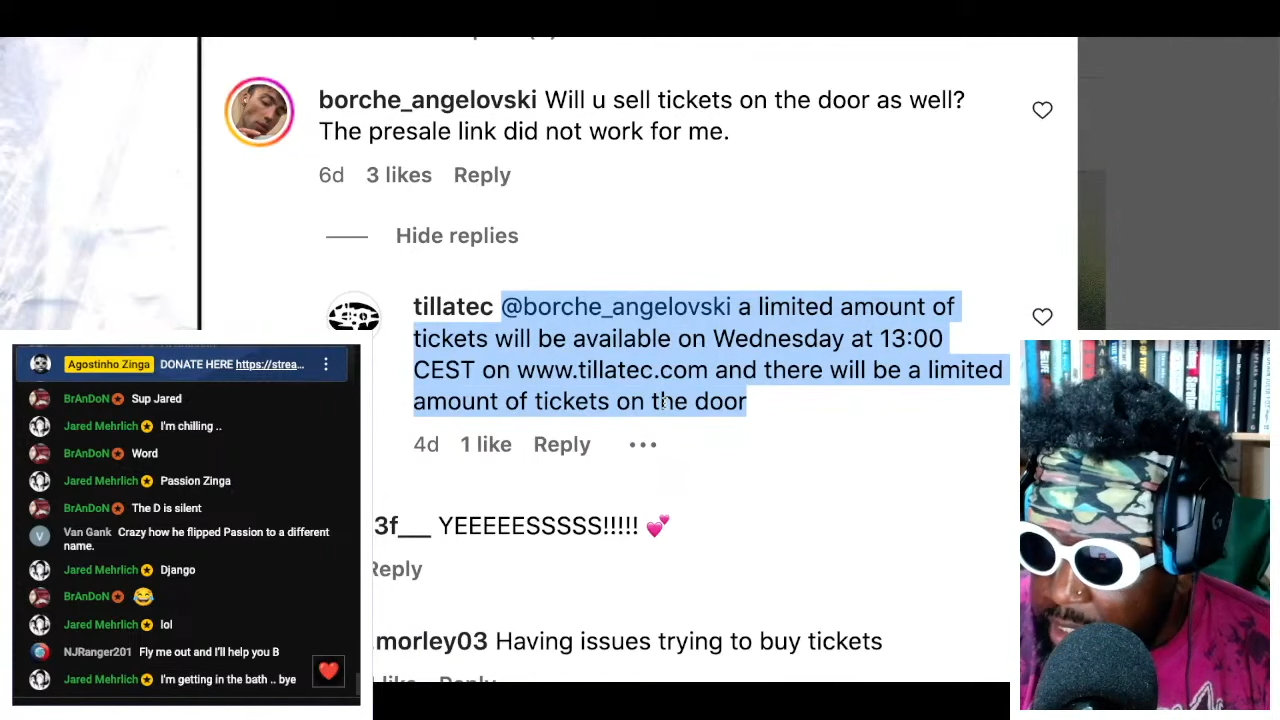 borche_angelovski Will u sell tickets on the door as well?
The presale link did not work for me.
6d 3 likes Reply
Hide replies
tillatec @borche_angelovski a limited amount of
tickets will be available on Wednesday at 13:00
CEST on www.tillatec.com and there will be a limited
amount of tickets on the door
4d 1 like Reply
3f___ YEEEEESSSSS!!!!! 💕
Reply
.morley03 Having issues trying to buy tickets
Reply
Agostinho Zinga DONATE HERE https://strea...
BrAnDoN Sup Jared
Jared Mehrlich I'm chilling ..
BrAnDoN Word
Jared Mehrlich Passion Zinga
BrAnDoN The D is silent
Van Gank Crazy how he flipped Passion to a different
name.
Jared Mehrlich Django
BrAnDoN 😂
Jared Mehrlich lol
NJRanger201 Fly me out and I'll help you B
Jared Mehrlich I'm getting in the bath .. bye